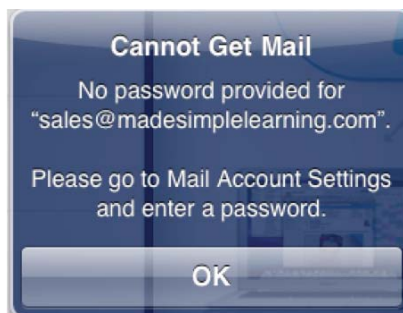 Cannot Get Mail
No password provided for
“sales@madesimplelearning.com”.
Please go to Mail Account Settings
and enter a password.
OK